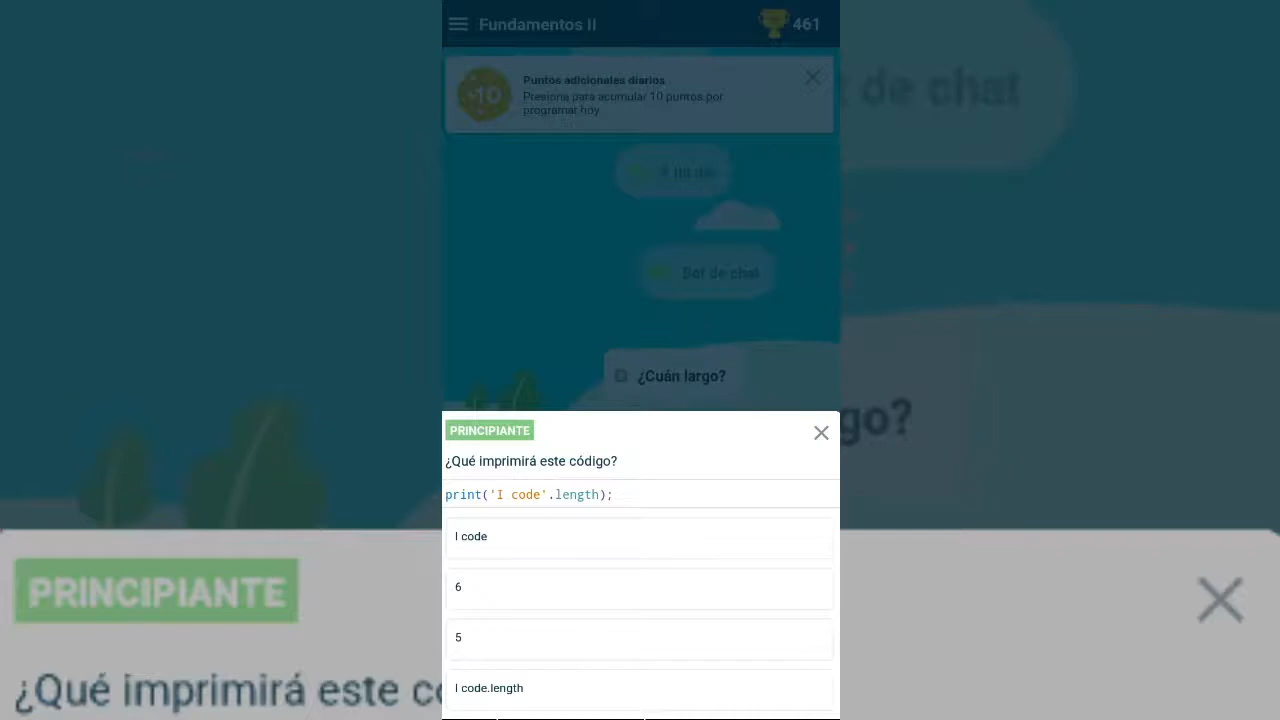 Fundamentos II
461
Puntos adicionales diarios
+10
Presiona para acumular 10 puntos por
programar hoy
de chat
Bot de chat
¿Cuán largo?
go?
PRINCIPIANTE
¿Qué imprimirá este código?
print('I code'.length);
I code
6
5
I code.length
PRINCIPIANTE
¿Qué imprimirá este có